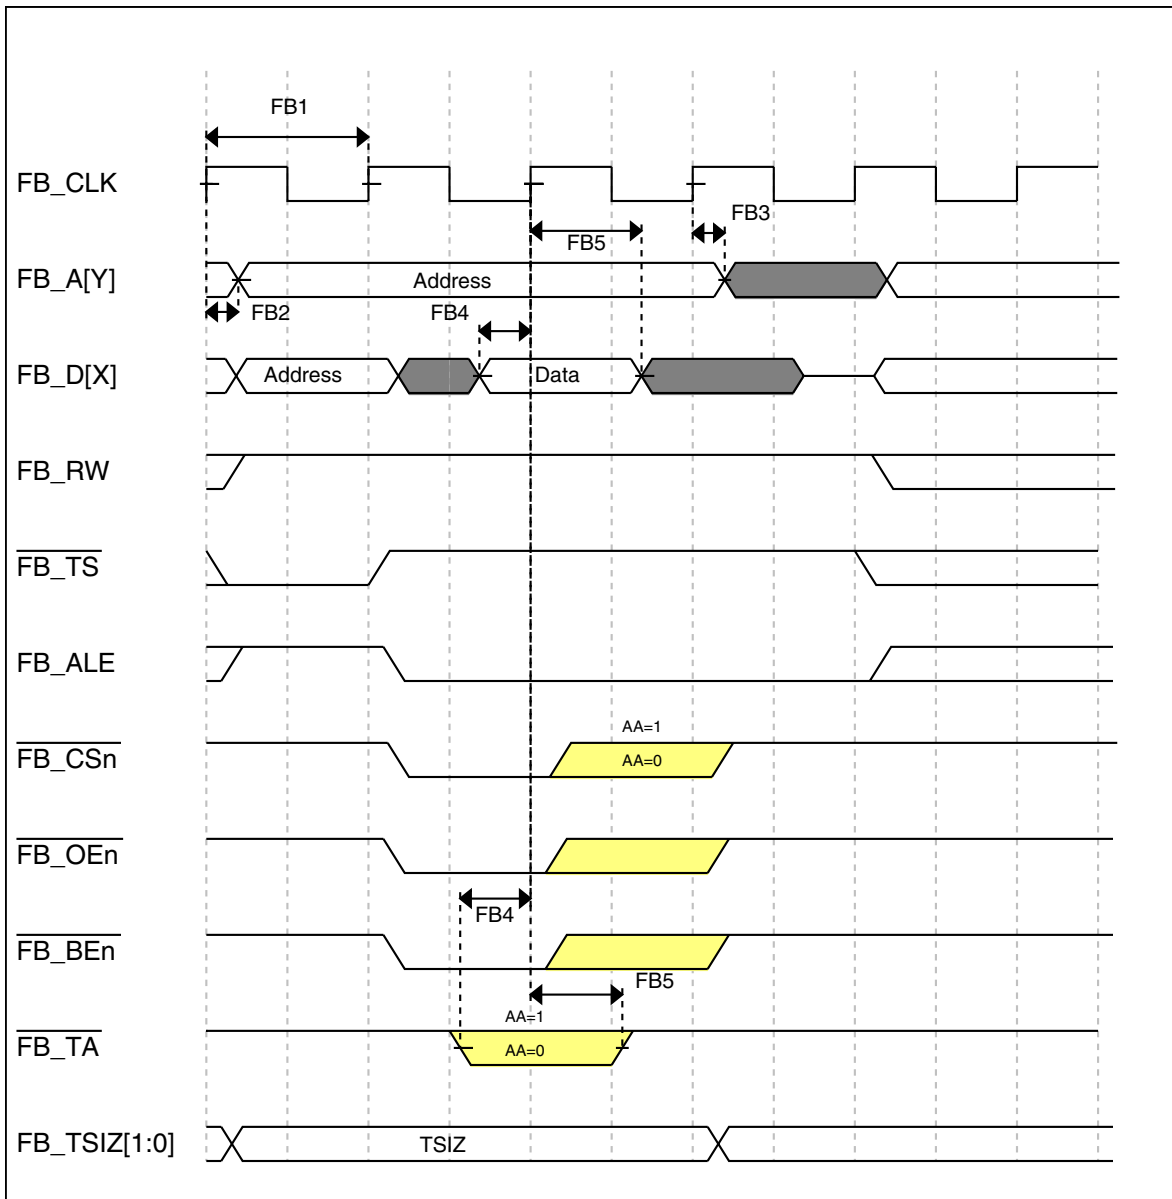 FB1
FB_CLK
FB3
FB5
FB_A[Y]
Address
FB2
FB4
FB_D[X]
Address
Data
FB_RW
FB_TS
FB_ALE
AA=1
FB_CSn
AA=0
FB_OEn
FB4
FB_BEn
FB5
AA=1
FB_TA
AA=0
FB_TSIZ[1:0]
TSIZ